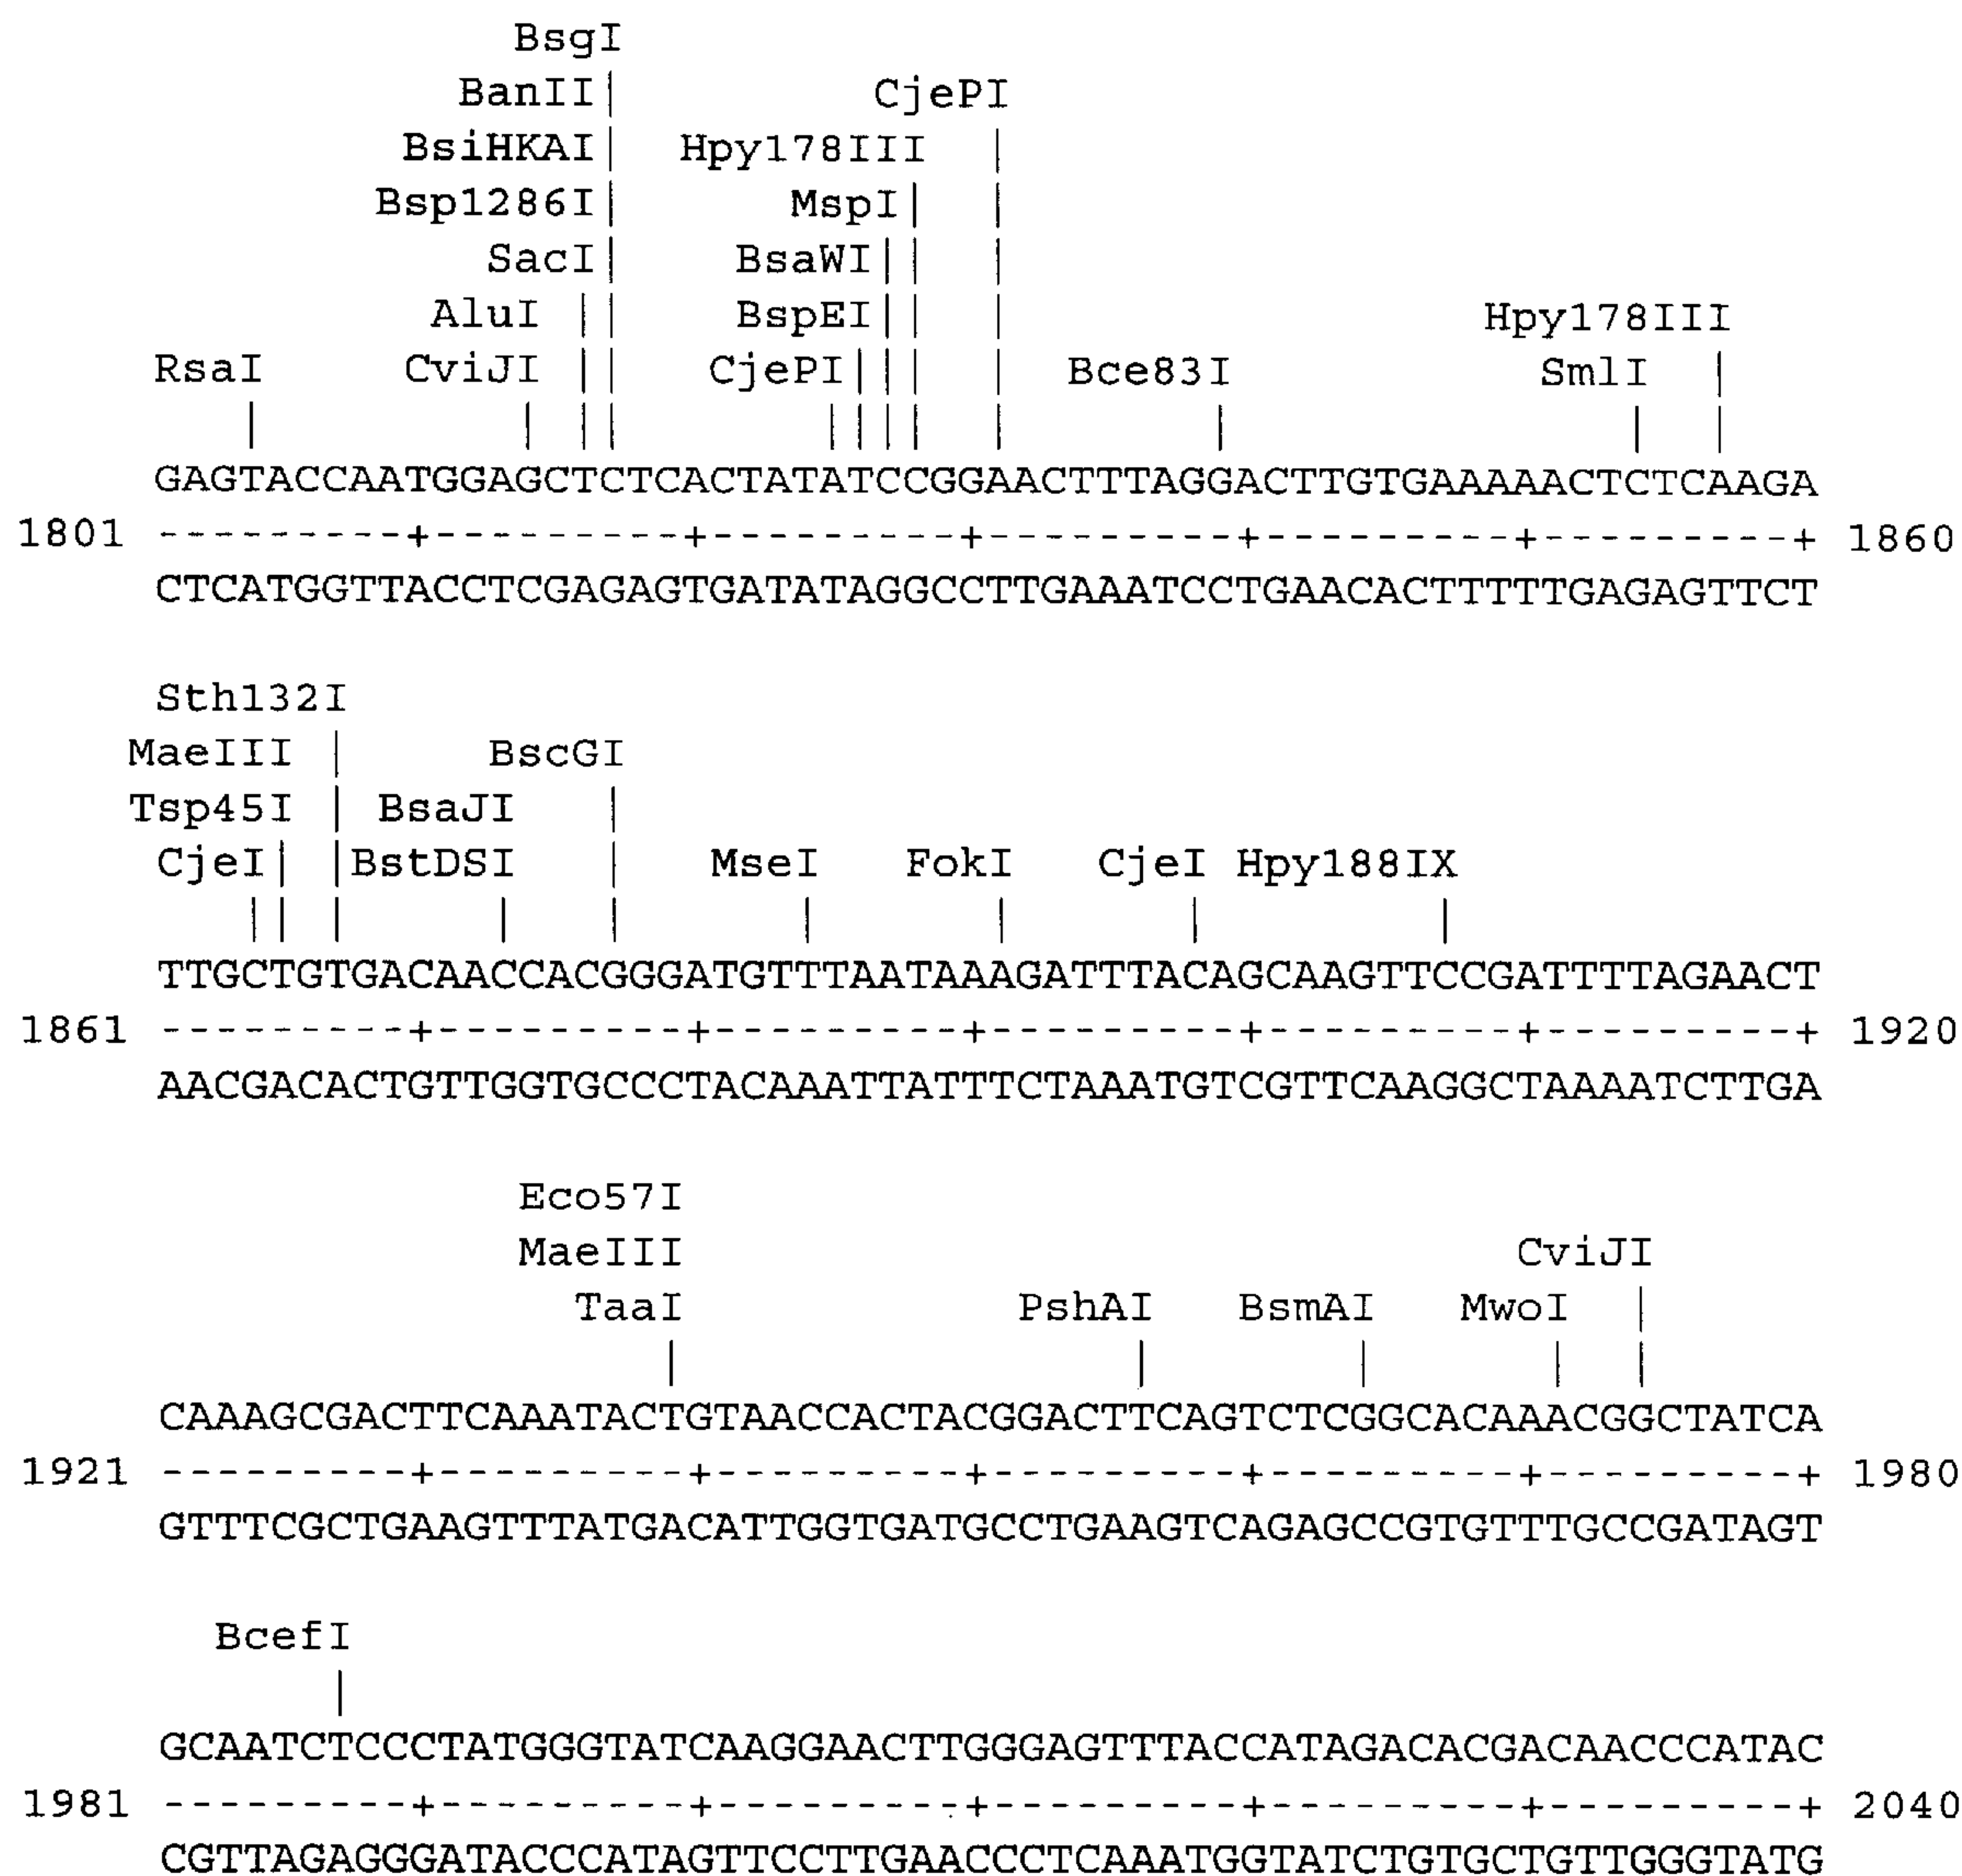 BsgI
BanII| CjePI
BsiHKAI| Hpy178III |
Bsp1286I| MspI| |
SacI| BsaWI|| |
AluI || BspEI|| | Hpy178III
RsaI CviJI || CjePI||| | Bce83I SmlI |
| | || |||| | | | |
GAGTACCAATGGAGCTCTCACTATATCCGGAACTTTAGGACTTGTGAAAAACTCTCAAGA
1801 ---------+---------+---------+---------+---------+---------+ 1860
CTCATGGTTACCTCGAGAGTGATATAGGCCTTGAAATCCTGAACACTTTTTGAGAGTTCT
Sth132I
MaeIII | BscGI
Tsp45I | BsaJI |
CjeI| |BstDSI | MseI FokI CjeI Hpy188IX
|| | | | | | | |
TTGCTGTGACAACCACGGGATGTTTAATAAAGATTTACAGCAAGTTCCGATTTTAGAACT
1861 ---------+---------+---------+---------+---------+---------+ 1920
AACGACACTGTTGGTGCCCTACAAATTATTTCTAAATGTCGTTCAAGGCTAAAATCTTGA
Eco57I
MaeIII CviJI
TaaI PshAI BsmAI MwoI |
| | | | |
CAAAGCGACTTCAAATACTGTAACCACTACGGACTTCAGTCTCGGCACAAACGGCTATCA
1921 ---------+---------+---------+---------+---------+---------+ 1980
GTTTCGCTGAAGTTTATGACATTGGTGATGCCTGAAGTCAGAGCCGTGTTTGCCGATAGT
BcefI
|
GCAATCTCCCTATGGGTATCAAGGAACTTGGGAGTTTACCATAGACACGACAACCCATAC
1981 ---------+---------+---------+---------+---------+---------+ 2040
CGTTAGAGGGATACCCATAGTTCCTTGAACCCTCAAATGGTATCTGTGCTGTTGGGTATG